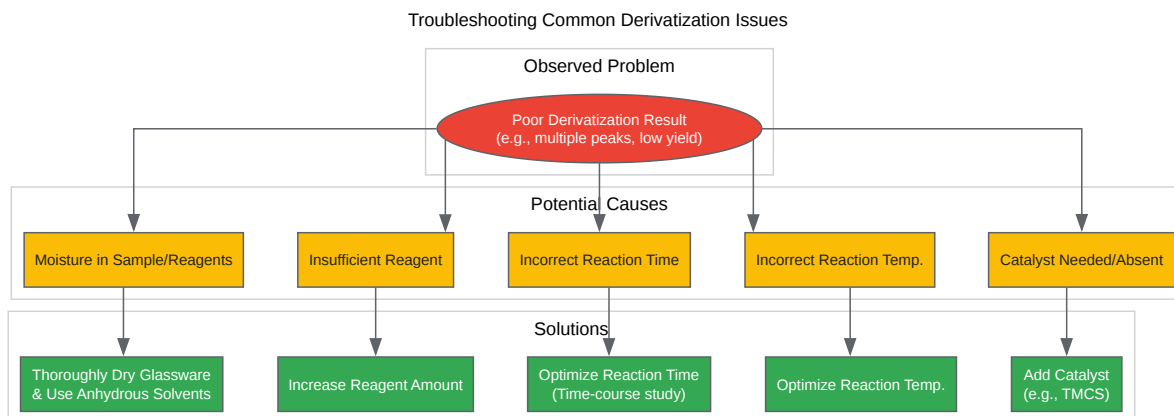 Troubleshooting Common Derivatization Issues
Observed Problem
Poor Derivatization Result
(e.g., multiple peaks, low yield)
Potential Causes
Moisture in Sample/Reagents
Insufficient Reagent
Incorrect Reaction Time
Incorrect Reaction Temp.
Catalyst Needed/Absent
Solutions
Thoroughly Dry Glassware
& Use Anhydrous Solvents
Increase Reagent Amount
Optimize Reaction Time
(Time-course study)
Optimize Reaction Temp.
Add Catalyst
(e.g., TMCS)